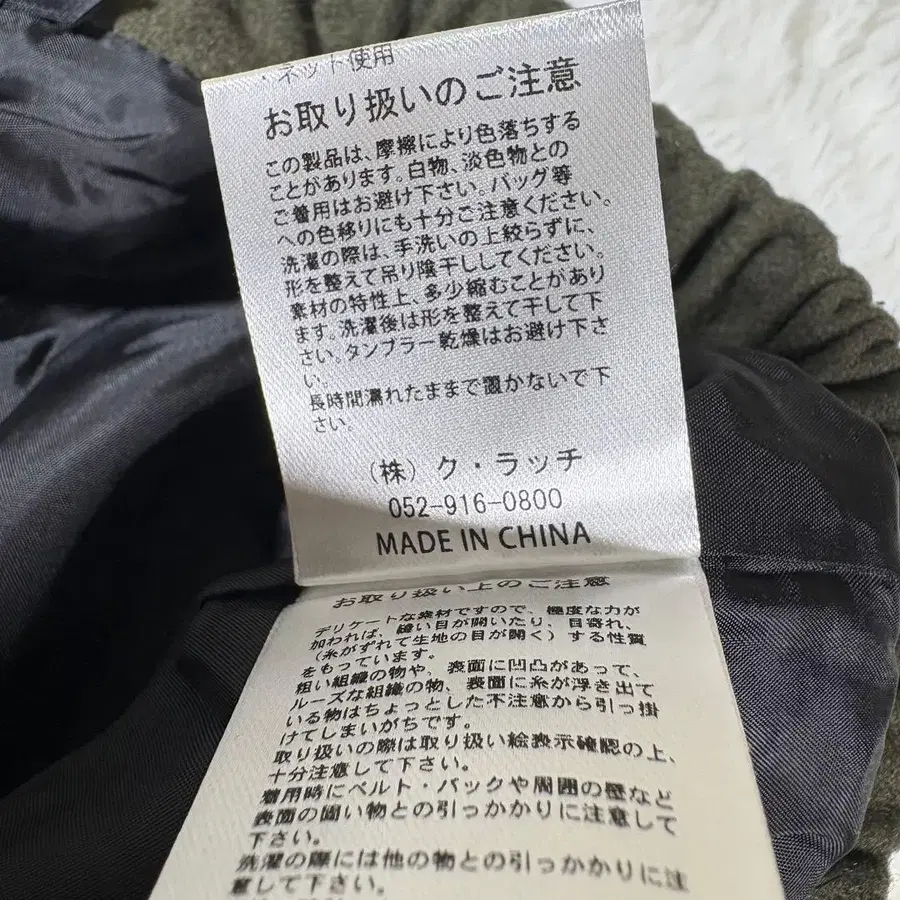 ・ネット使用
お取り扱いのご注意
この製品は、摩擦により色落ちする
ことがあります。白物、淡色物との
ご着用はお避け下さい。バッグ等
への色移りにも十分ご注意ください。
洗濯の際は、手洗いの上絞らずに、
形を整えて吊り陰干ししてください。
素材の特性上、多少縮むことがあり
ます。洗濯後は形を整えて干して下
さい。タンブラー乾燥はお避け下さ
い。
長時間濡れたままで置かないで下
さい。
(株)ク・ラッチ
052-916-0800
MADE IN CHINA
お取り扱い上のご注意
デリケートな素材ですので、極度な力が
加われば、縫い目が開いたり、目寄れ、
(糸がずれて生地の目が開く)する性質
をもっています。
粗い組織の物や、表面に凹凸があって、
ルーズな組織の物、表面に糸が浮き出て
いる物はちょっとした不注意から引っ掛
けてしまいがちです。
取り扱いの際は取り扱い絵表示確認の上、
十分注意して下さい。
着用時にベルト・バックや周囲の壁など
表面の固い物との引っかかりに注意して
下さい。
洗濯の際には他の物との引っかかりに注
意して下さい。